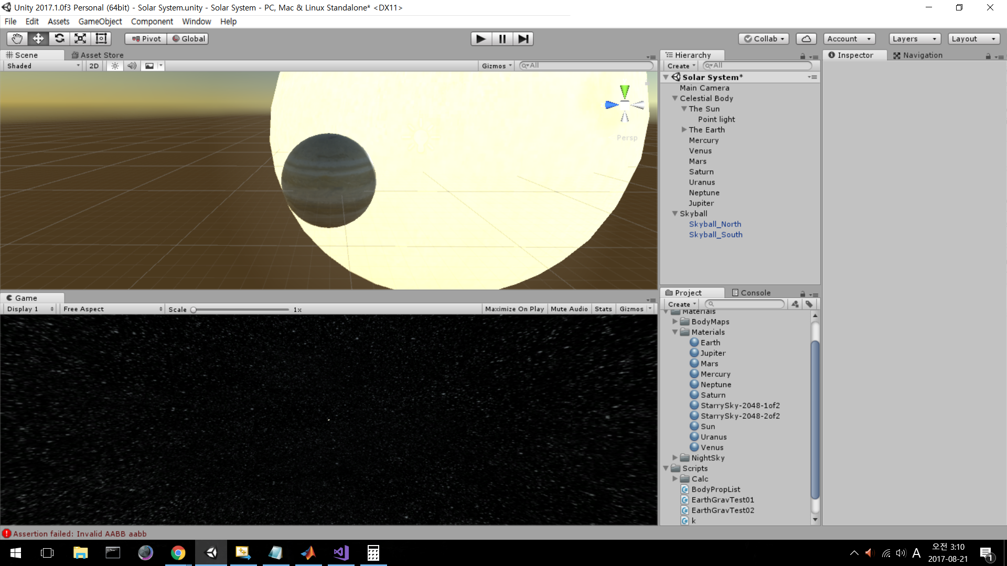 Unity 2017.1.0f3 Personal (64bit) - Solar System.unity - Solar System - PC, Mac & Linux Standalone* <DX11>
File Edit Assets GameObject Component Window Help
Pivot Global Collab Account Layers Layout
Scene Asset Store
Shaded 2D Gizmos All
Persp
Hierarchy
Create All
Solar System*
Main Camera
Celestial Body
The Sun
Point light
The Earth
Mercury
Venus
Mars
Saturn
Uranus
Neptune
Jupiter
Skyball
Skyball_North
Skyball_South
Inspector Navigation
Game
Display 1 Free Aspect Scale 1x Maximize On Play Mute Audio Stats Gizmos
Project Console
Create
Materials
BodyMaps
Materials
Earth
Jupiter
Mars
Mercury
Neptune
Saturn
StarrySky-2048-1of2
StarrySky-2048-2of2
Sun
Uranus
Venus
NightSky
Scripts
Calc
BodyPropList
EarthGravTest01
EarthGravTest02
k
Assertion failed: Invalid AABB aabb
A
오전 3:10
2017-08-21
1